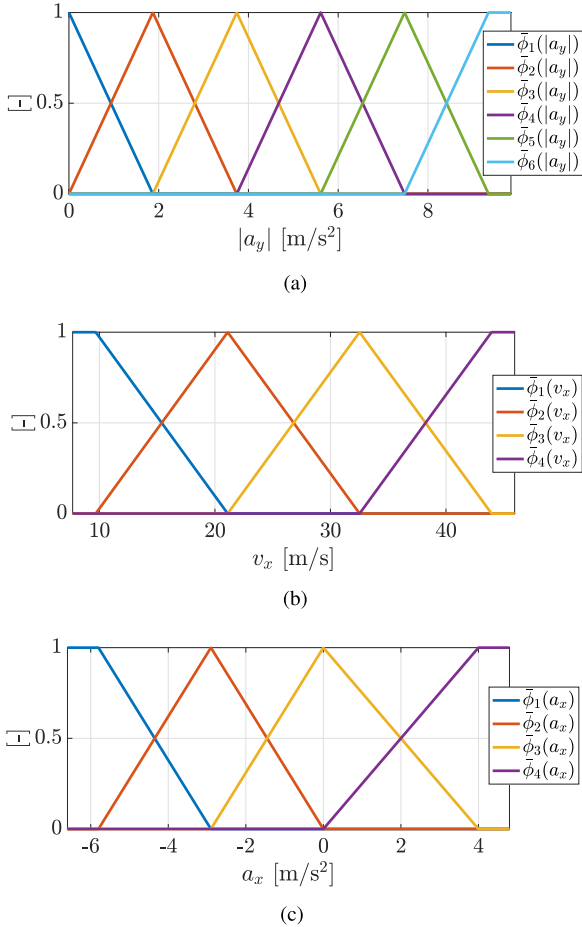 1
0.5
0
[-]
0 2 4 6 8
|a_y| [m/s²]
ϕ̄₁(|a_y|)
ϕ̄₂(|a_y|)
ϕ̄₃(|a_y|)
ϕ̄₄(|a_y|)
ϕ̄₅(|a_y|)
ϕ̄₆(|a_y|)
(a)
1
0.5
0
[-]
10 20 30 40
v_x [m/s]
ϕ̄₁(v_x)
ϕ̄₂(v_x)
ϕ̄₃(v_x)
ϕ̄₄(v_x)
(b)
1
0.5
0
[-]
-6 -4 -2 0 2 4
a_x [m/s²]
ϕ̄₁(a_x)
ϕ̄₂(a_x)
ϕ̄₃(a_x)
ϕ̄₄(a_x)
(c)